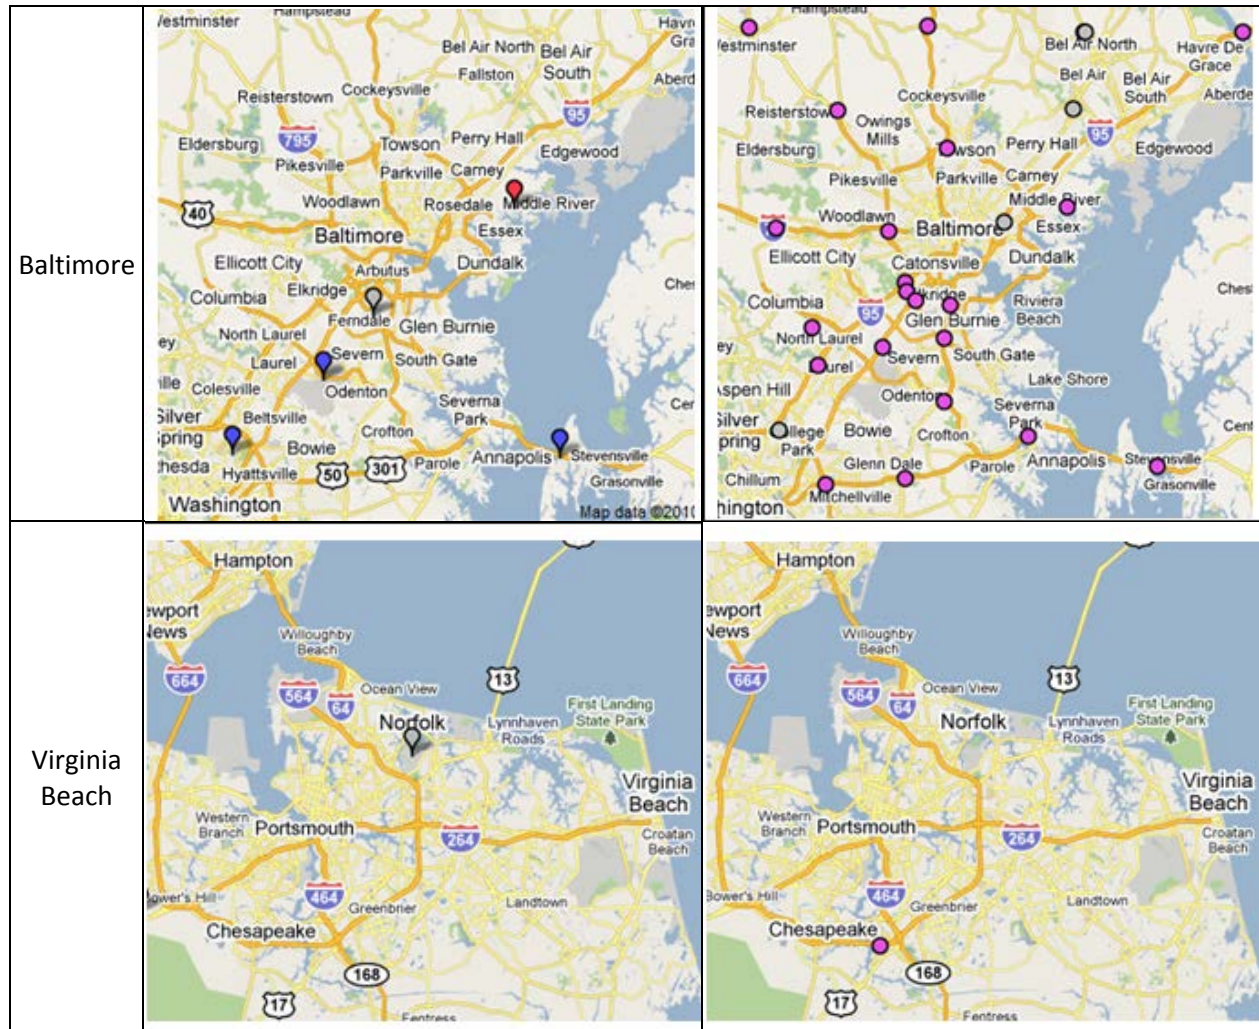 Baltimore
Hampstead
Westminster
Bel Air North
Bel Air
South
Fallston
Cockeysville
Reisterstown
95
795
Perry Hall
Towson
Eldersburg
Edgewood
Pikesville
Parkville
Carney
Woodlawn
Rosedale
Middle River
40
Essex
Baltimore
Ellicott City
Dundalk
Arbutus
Elkridge
Columbia
Ferndale
Glen Burnie
North Laurel
Laurel
Severn
South Gate
Colesville
Odenton
Severna
Park
Silver
Spring
Beltsville
Crofton
Bowie
Annapolis
Stevensville
thesda
Hyattsville
50
301
Parole
Grasonville
Washington
Map data ©2010
Hampstead
Westminster
Bel Air North
Havre De
Grace
Bel Air
Bel Air
South
Aberde
Cockeysville
Reisterstow
Owings
Mills
95
Towson
Perry Hall
Edgewood
Eldersburg
Pikesville
Parkville
Carney
Middle River
Woodlawn
Baltimore
Essex
Ellicott City
Catonsville
Dundalk
Elkridge
Columbia
95
Riviera
Beach
Glen Burnie
North Laurel
Severn
South Gate
Laurel
Aspen Hill
Lake Shore
Odenton
Severna
Park
Silver
Spring
College
Park
Bowie
Crofton
Annapolis
Stevensville
Glenn Dale
Parole
Chillum
Grasonville
Mitchellville
hington
Virginia
Beach
Hampton
ewport
News
Willoughby
Beach
664
564
64
Ocean View
13
Norfolk
Lynnhaven
Roads
First Landing
State Park
Virginia
Beach
Western
Branch
Portsmouth
264
Croatan
Beach
Bower's Hill
464
Greenbrier
Landtown
Chesapeake
168
17
Fentress
Hampton
ewport
News
Willoughby
Beach
664
564
64
Ocean View
13
Norfolk
Lynnhaven
Roads
First Landing
State Park
Virginia
Beach
Western
Branch
Portsmouth
264
Croatan
Beach
Bower's Hill
464
Greenbrier
Landtown
Chesapeake
168
17
Fentress